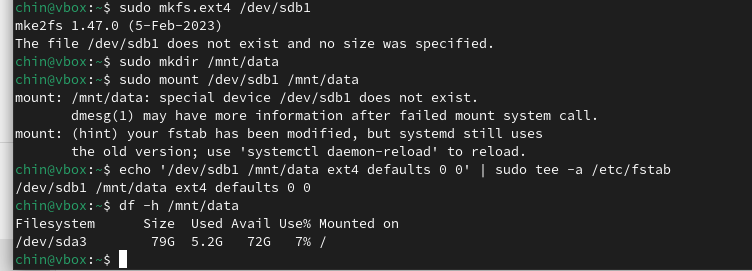 chin@vbox:~$ sudo mkfs.ext4 /dev/sdb1
mke2fs 1.47.0 (5-Feb-2023)
The file /dev/sdb1 does not exist and no size was specified.
chin@vbox:~$ sudo mkdir /mnt/data
chin@vbox:~$ sudo mount /dev/sdb1 /mnt/data
mount: /mnt/data: special device /dev/sdb1 does not exist.
       dmesg(1) may have more information after failed mount system call.
mount: (hint) your fstab has been modified, but systemd still uses
       the old version; use 'systemctl daemon-reload' to reload.
chin@vbox:~$ echo '/dev/sdb1 /mnt/data ext4 defaults 0 0' | sudo tee -a /etc/fstab
/dev/sdb1 /mnt/data ext4 defaults 0 0
chin@vbox:~$ df -h /mnt/data
Filesystem      Size  Used Avail Use% Mounted on
/dev/sda3        79G  5.2G   72G   7% /
chin@vbox:~$